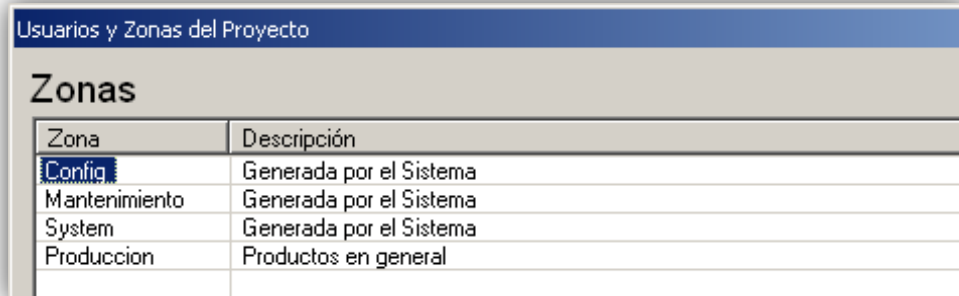 Usuarios y Zonas del Proyecto
Zonas
Zona Descripción
Config Generada por el Sistema
Mantenimiento Generada por el Sistema
System Generada por el Sistema
Produccion Productos en general